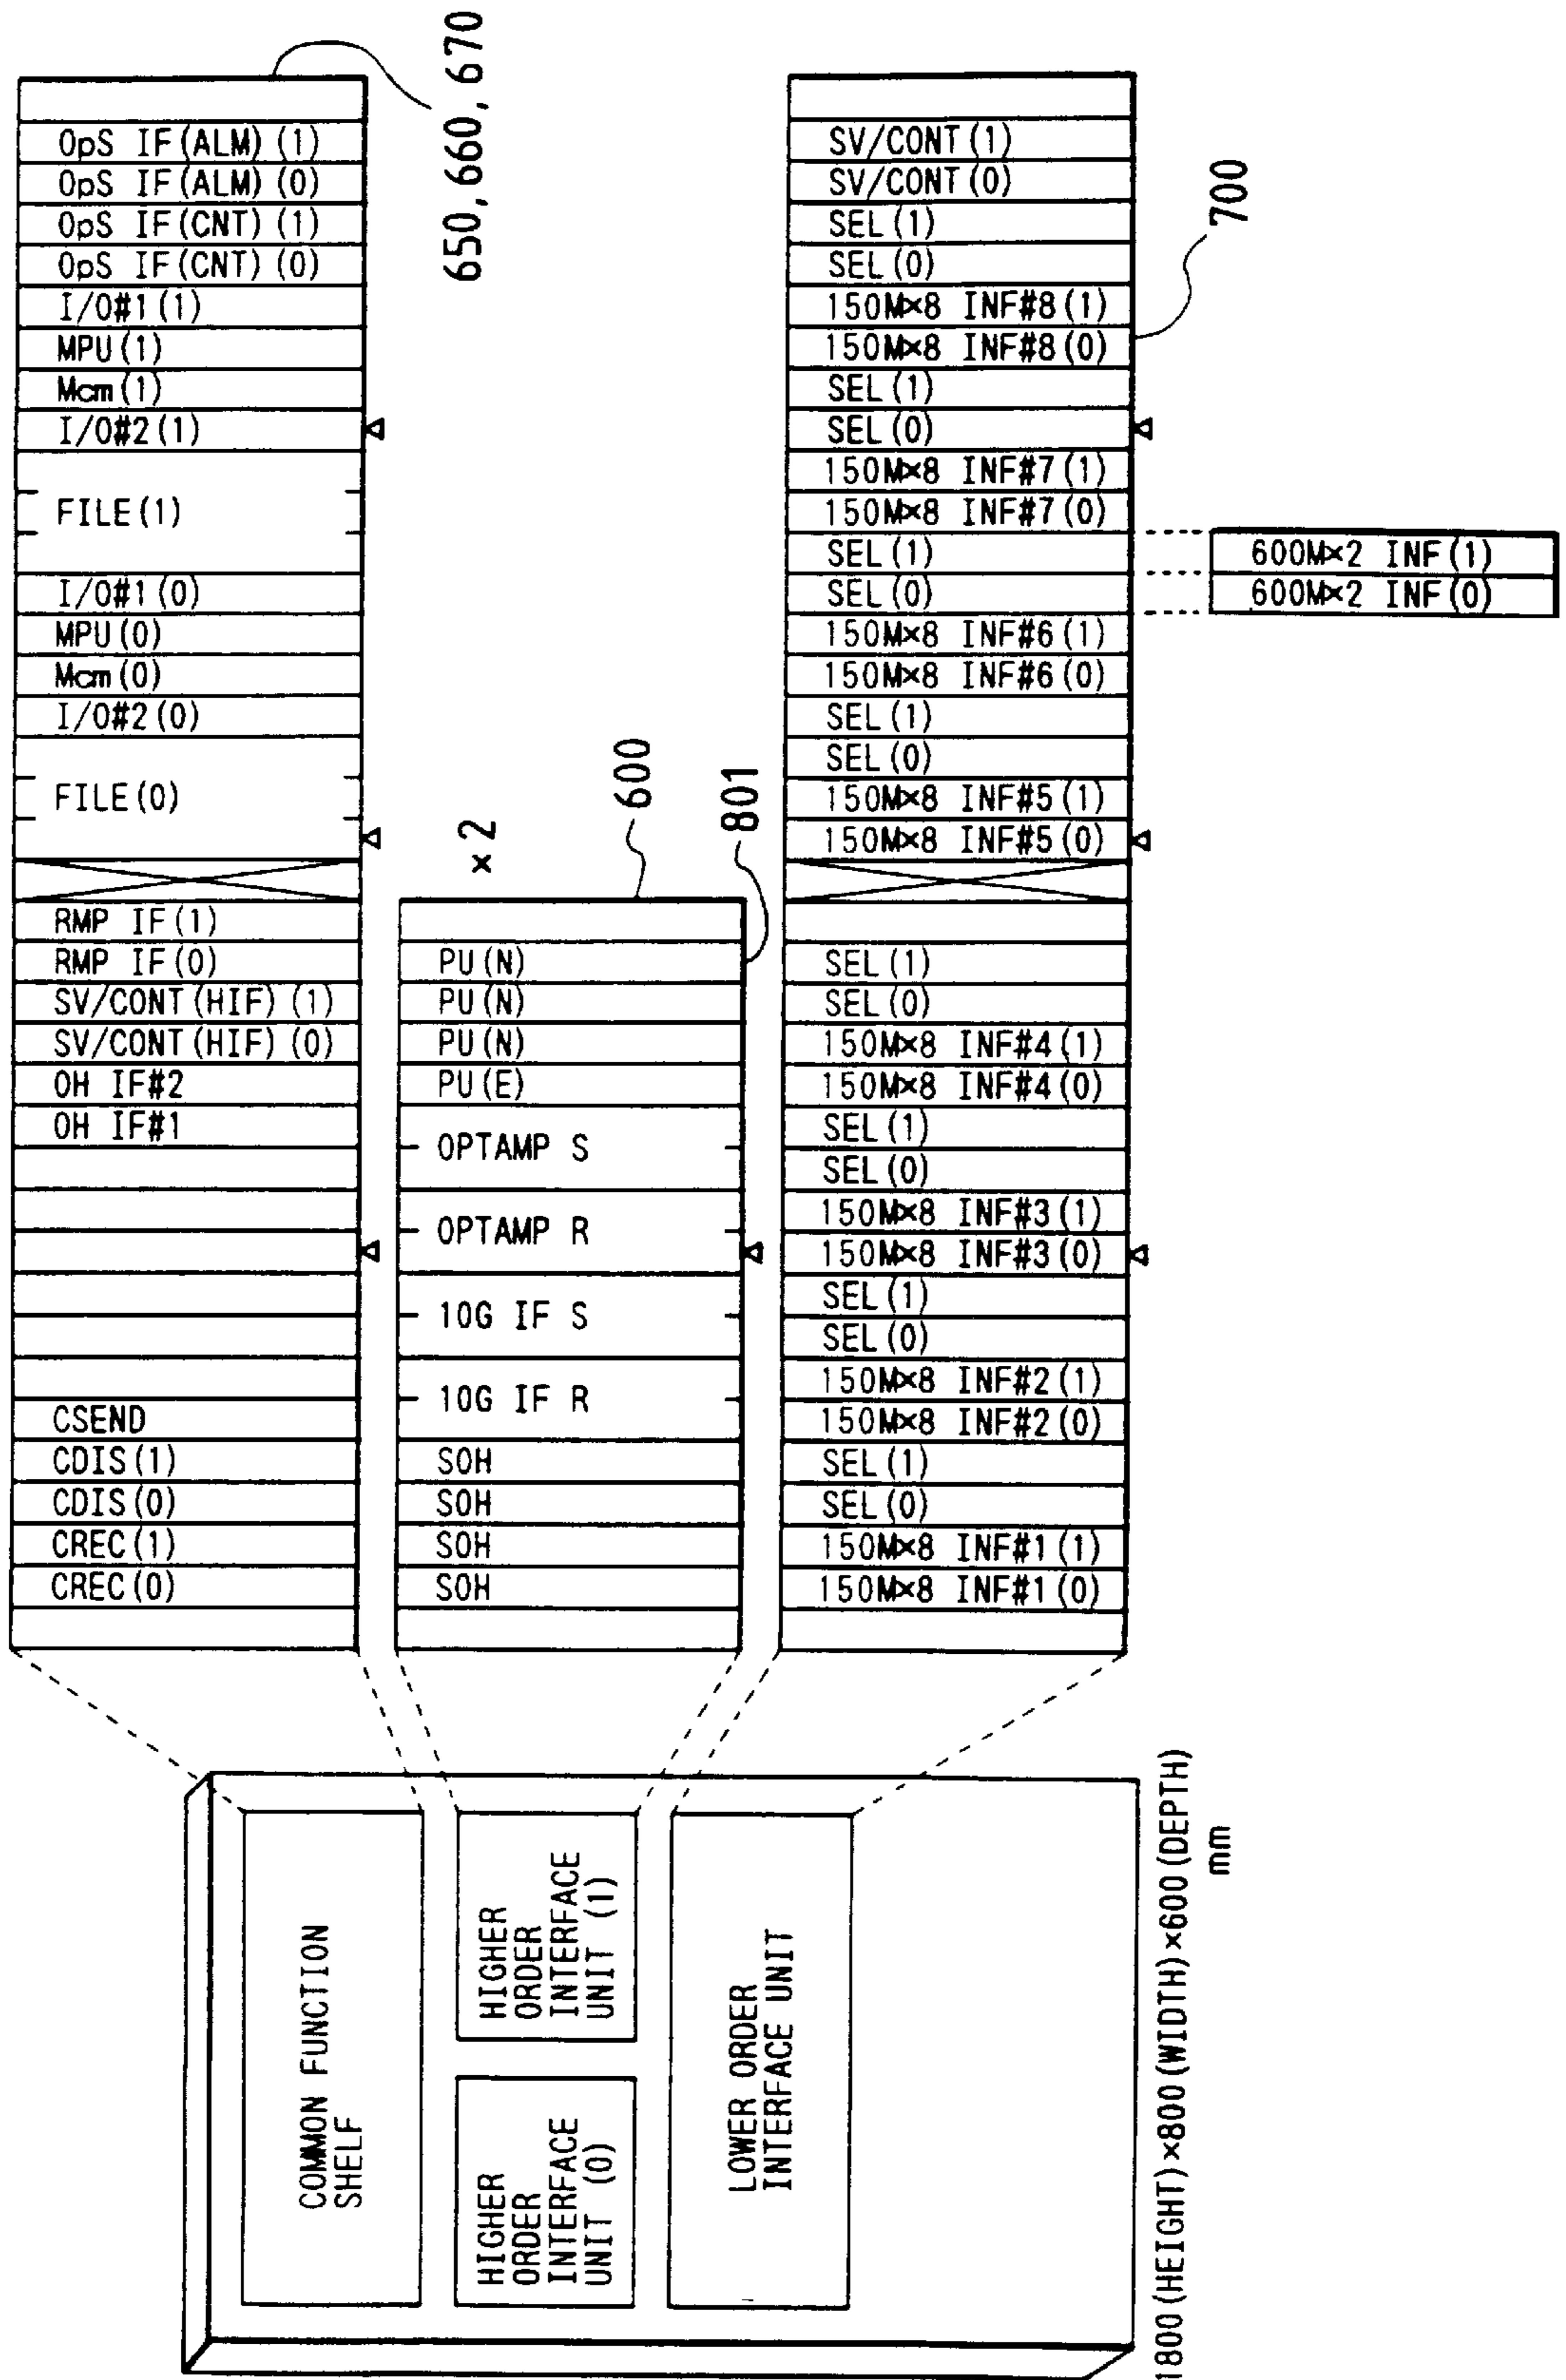 OpS IF(ALM)(1)
OpS IF(ALM)(0)
OpS IF(CNT)(1)
OpS IF(CNT)(0)
I/O#1(1)
MPU(1)
Mcm(1)
I/O#2(1)
FILE(1)
I/O#1(0)
MPU(0)
Mcm(0)
I/O#2(0)
FILE(0)
RMP IF(1)
RMP IF(0)
SV/CONT(HIF)(1)
SV/CONT(HIF)(0)
OH IF#2
OH IF#1
CSEND
CDIS(1)
CDIS(0)
CREC(1)
CREC(0)
650, 660, 670
×2
600
801
PU(N)
PU(N)
PU(N)
PU(E)
OPTAMP S
OPTAMP R
10G IF S
10G IF R
SOH
SOH
SOH
SOH
SV/CONT(1)
SV/CONT(0)
SEL(1)
SEL(0)
150M×8 INF#8(1)
150M×8 INF#8(0)
SEL(1)
SEL(0)
150M×8 INF#7(1)
150M×8 INF#7(0)
SEL(1)
SEL(0)
150M×8 INF#6(1)
150M×8 INF#6(0)
SEL(1)
SEL(0)
150M×8 INF#5(1)
150M×8 INF#5(0)
SEL(1)
SEL(0)
150M×8 INF#4(1)
150M×8 INF#4(0)
SEL(1)
SEL(0)
150M×8 INF#3(1)
150M×8 INF#3(0)
SEL(1)
SEL(0)
150M×8 INF#2(1)
150M×8 INF#2(0)
SEL(1)
SEL(0)
150M×8 INF#1(1)
150M×8 INF#1(0)
700
600M×2 INF(1)
600M×2 INF(0)
COMMON FUNCTION
SHELF
HIGHER
ORDER
INTERFACE
UNIT (0)
HIGHER
ORDER
INTERFACE
UNIT (1)
LOWER ORDER
INTERFACE UNIT
1800(HEIGHT)×800(WIDTH)×600(DEPTH)
mm